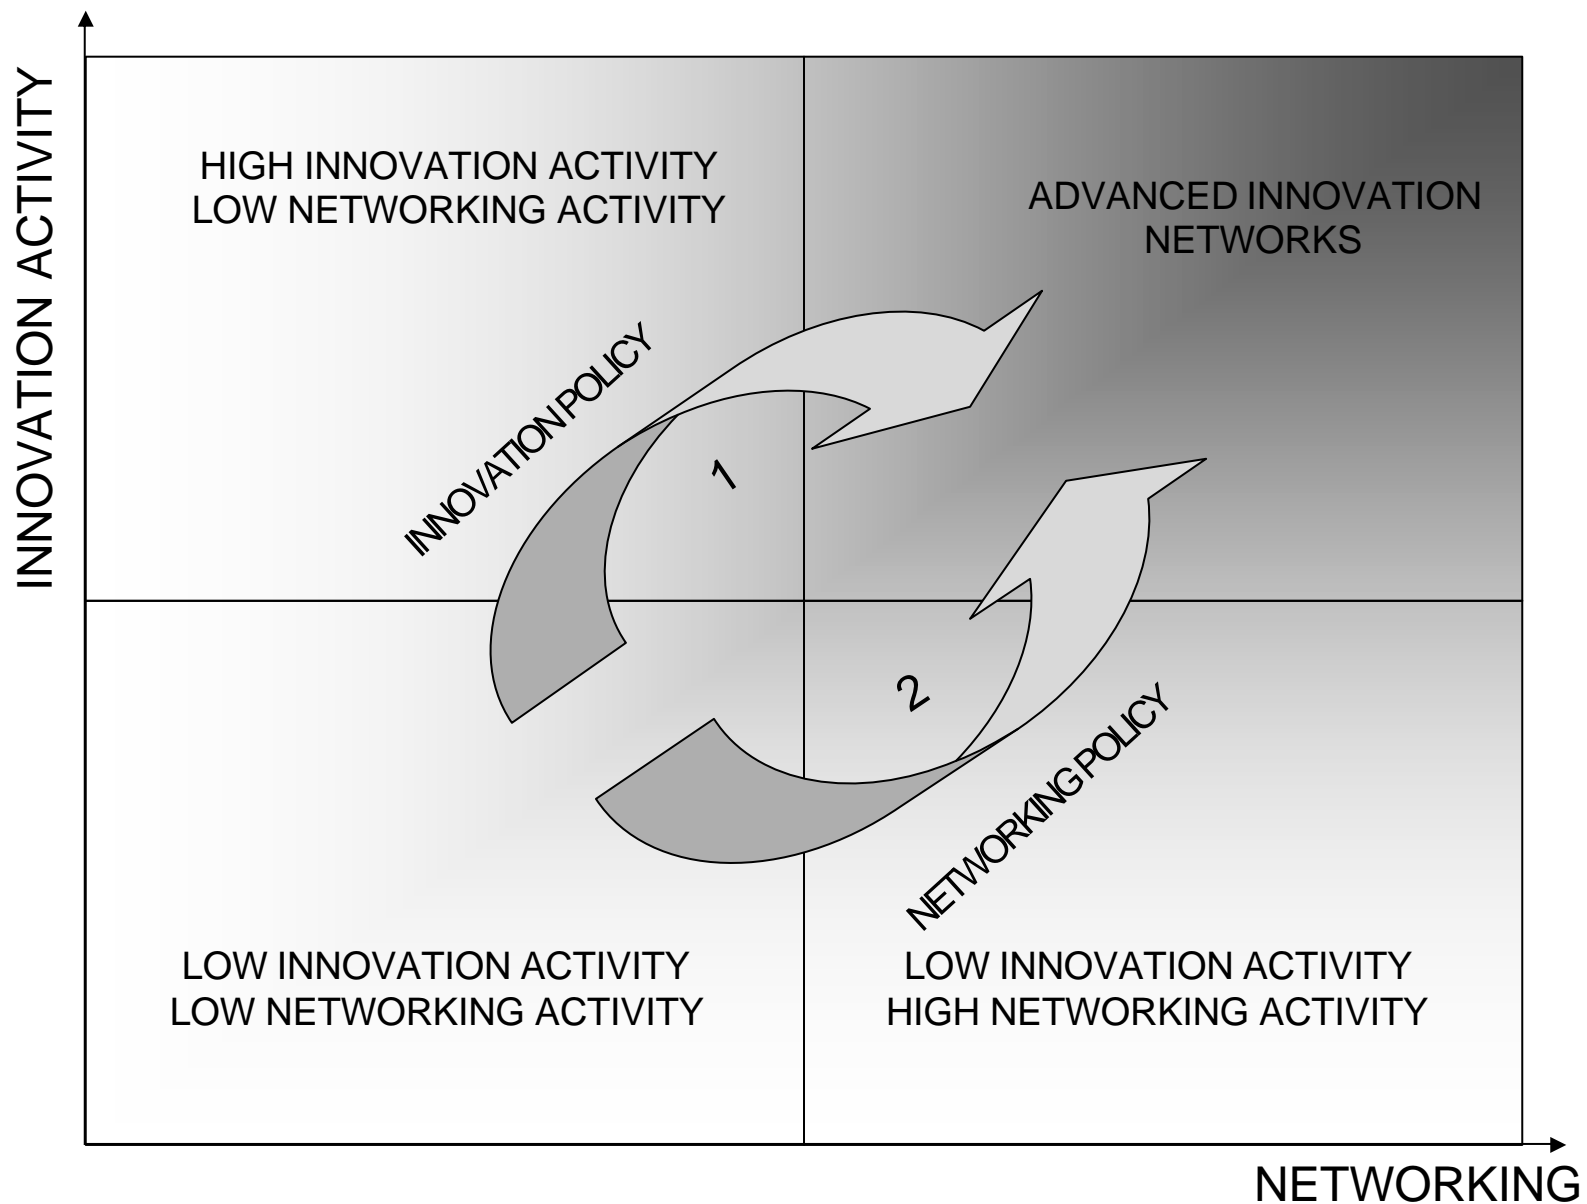 INNOVATION ACTIVITY
HIGH INNOVATION ACTIVITY
LOW NETWORKING ACTIVITY
ADVANCED INNOVATION
NETWORKS
INNOVATION POLICY
1
2
NETWORKING POLICY
LOW INNOVATION ACTIVITY
LOW NETWORKING ACTIVITY
LOW INNOVATION ACTIVITY
HIGH NETWORKING ACTIVITY
NETWORKING